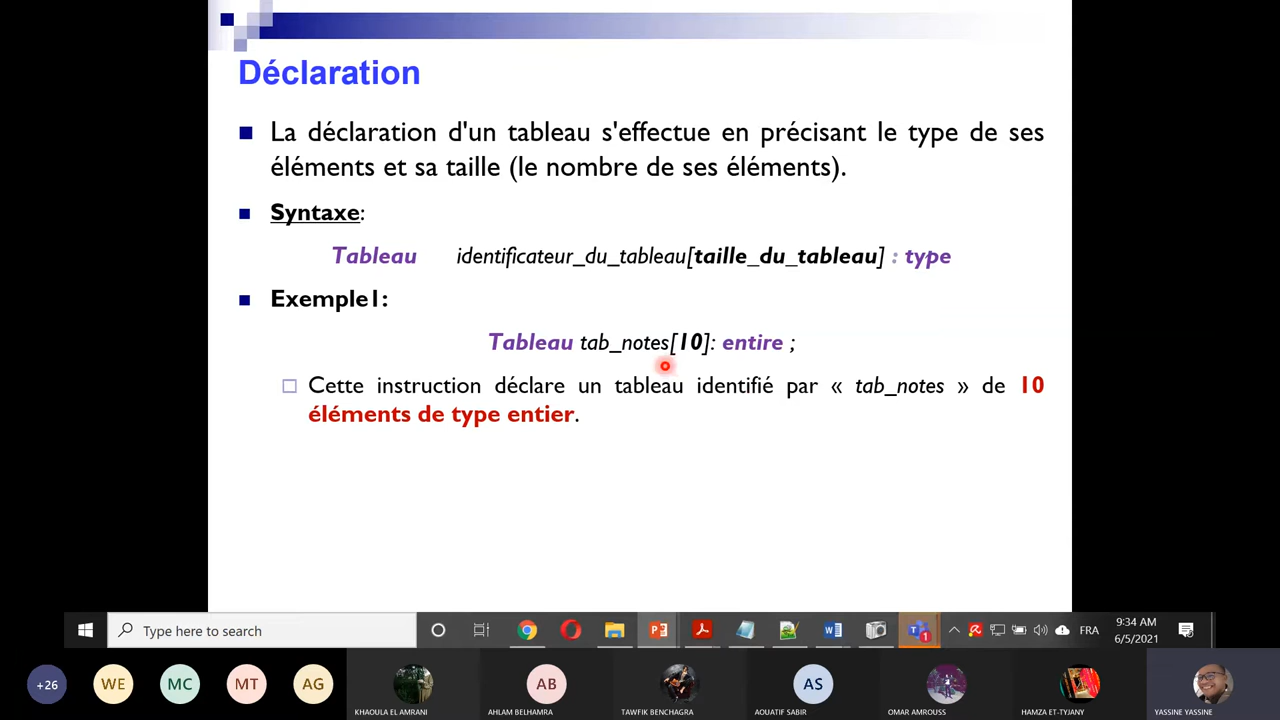 Déclaration
La déclaration d'un tableau s'effectue en précisant le type de ses
éléments et sa taille (le nombre de ses éléments).
Syntaxe:
Tableau identificateur_du_tableau[taille_du_tableau] : type
Exemple1:
Tableau tab_notes[10]: entire ;
Cette instruction déclare un tableau identifié par « tab_notes » de 10
éléments de type entier.
Type here to search
FRA
9:34 AM
6/5/2021
1
+26
WE
MC
MT
AG
AB
AS
KHAOULA EL AMRANI
AHLAM BELHAMRA
TAWFIK BENCHAGRA
AOUATIF SABIR
OMAR AMROUSS
HAMZA ET-TYJANY
YASSINE YASSINE